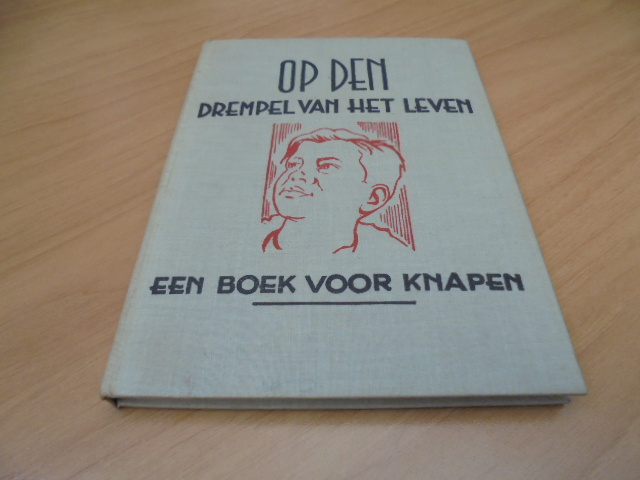 OP DEN
DREMPEL VAN HET LEVEN
EEN BOEK VOOR KNAPEN